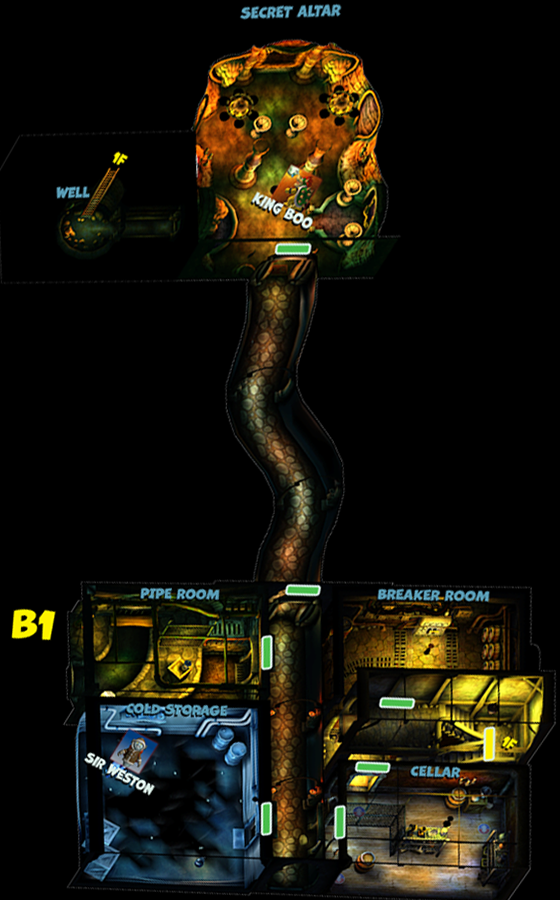 SECRET ALTAR
1F
WELL
KING BOO
B1
PIPE ROOM
BREAKER ROOM
COLD STORAGE
SIR WESTON
1F
CELLAR